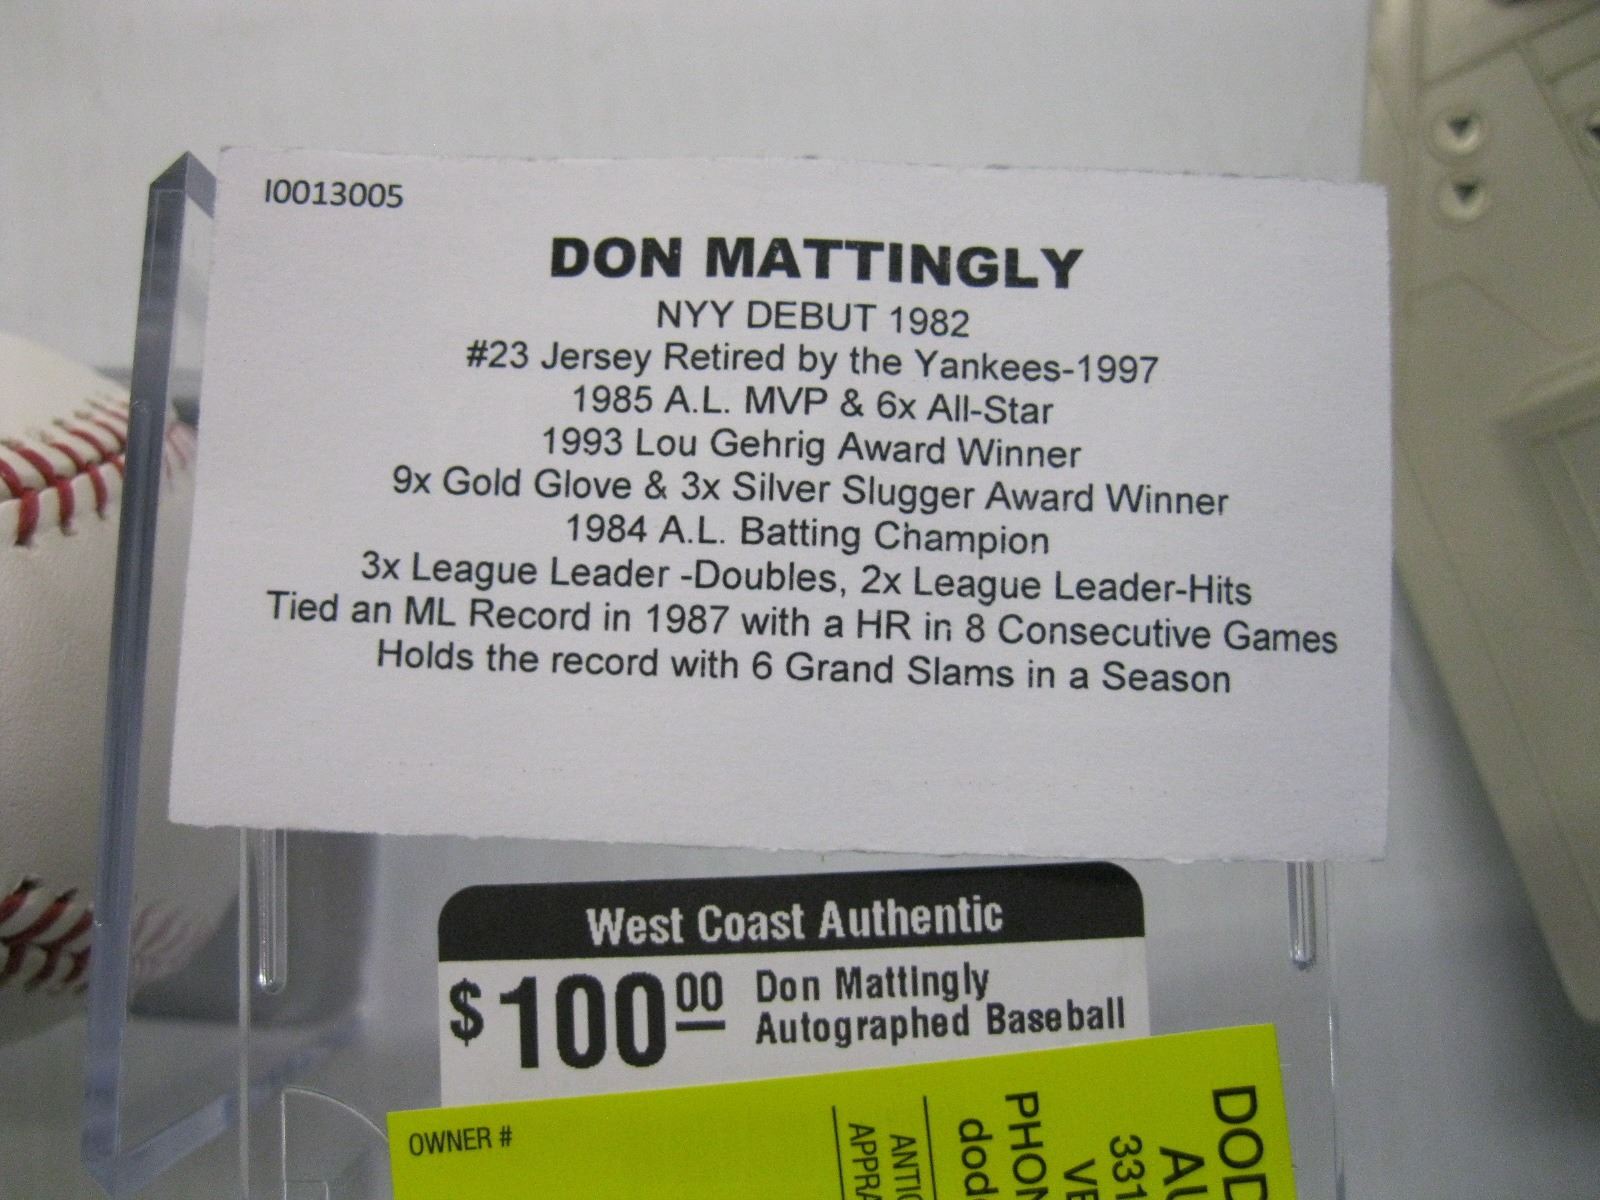 I0013005
DON MATTINGLY
NYY DEBUT 1982
#23 Jersey Retired by the Yankees-1997
1985 A.L. MVP & 6x All-Star
1993 Lou Gehrig Award Winner
9x Gold Glove & 3x Silver Slugger Award Winner
1984 A.L. Batting Champion
3x League Leader -Doubles, 2x League Leader-Hits
Tied an ML Record in 1987 with a HR in 8 Consecutive Games
Holds the record with 6 Grand Slams in a Season
West Coast Authentic
$100.00 Don Mattingly
Autographed Baseball
OWNER #